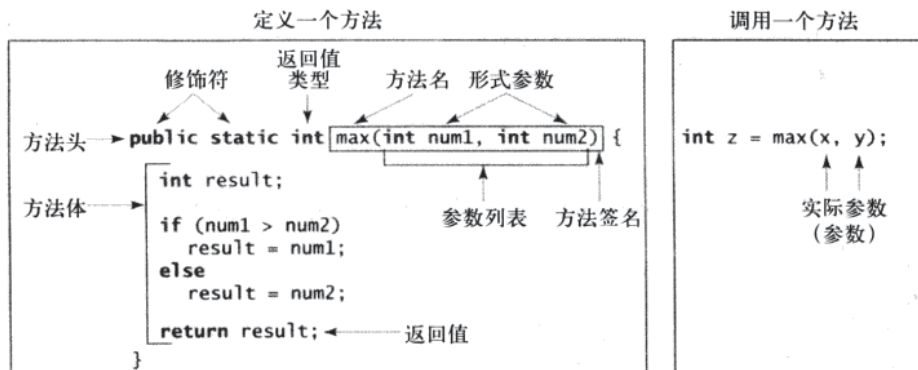 定义一个方法
调用一个方法
返回值
修饰符 类型 方法名 形式参数
方法头 public static int max(int num1, int num2) {
int z = max(x, y);
int result;
方法体
参数列表 方法签名
实际参数
(参数)
if (num1 > num2)
result = num1;
else
result = num2;
return result; 返回值
}